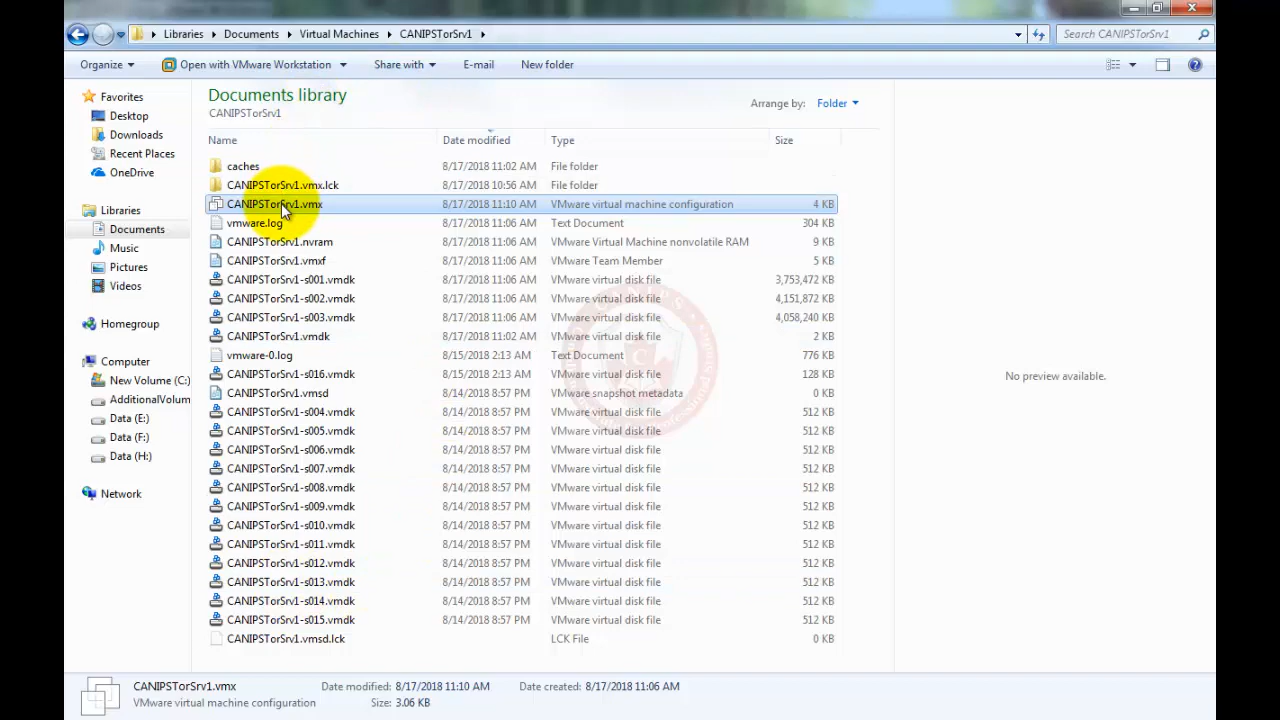 Libraries Documents Virtual Machines CANIPSTorSrv1 Search CANIPSTorSrv1
Organize Open with VMware Workstation Share with E-mail New folder
Favorites
Desktop
Downloads
Recent Places
OneDrive
Libraries
Documents
Music
Pictures
Videos
Homegroup
Computer
New Volume (C:)
AdditionalVolum
Data (E:)
Data (F:)
Data (H:)
Network
Documents library
CANIPSTorSrv1
Arrange by: Folder
Name Date modified Type Size
caches 8/17/2018 11:02 AM File folder
CANIPSTorSrv1.vmx.lck 8/17/2018 10:56 AM File folder
CANIPSTorSrv1.vmx 8/17/2018 11:10 AM VMware virtual machine configuration 4 KB
vmware.log 8/17/2018 11:06 AM Text Document 304 KB
CANIPSTorSrv1.nvram 8/17/2018 11:06 AM VMware Virtual Machine nonvolatile RAM 9 KB
CANIPSTorSrv1.vmxf 8/17/2018 11:06 AM VMware Team Member 5 KB
CANIPSTorSrv1-s001.vmdk 8/17/2018 11:06 AM VMware virtual disk file 3,753,472 KB
CANIPSTorSrv1-s002.vmdk 8/17/2018 11:06 AM VMware virtual disk file 4,151,872 KB
CANIPSTorSrv1-s003.vmdk 8/17/2018 11:06 AM VMware virtual disk file 4,058,240 KB
CANIPSTorSrv1.vmdk 8/17/2018 11:02 AM VMware virtual disk file 2 KB
vmware-0.log 8/15/2018 2:13 AM Text Document 776 KB
CANIPSTorSrv1-s016.vmdk 8/15/2018 2:13 AM VMware virtual disk file 128 KB
CANIPSTorSrv1.vmsd 8/14/2018 8:57 PM VMware snapshot metadata 0 KB
CANIPSTorSrv1-s004.vmdk 8/14/2018 8:57 PM VMware virtual disk file 512 KB
CANIPSTorSrv1-s005.vmdk 8/14/2018 8:57 PM VMware virtual disk file 512 KB
CANIPSTorSrv1-s006.vmdk 8/14/2018 8:57 PM VMware virtual disk file 512 KB
CANIPSTorSrv1-s007.vmdk 8/14/2018 8:57 PM VMware virtual disk file 512 KB
CANIPSTorSrv1-s008.vmdk 8/14/2018 8:57 PM VMware virtual disk file 512 KB
CANIPSTorSrv1-s009.vmdk 8/14/2018 8:57 PM VMware virtual disk file 512 KB
CANIPSTorSrv1-s010.vmdk 8/14/2018 8:57 PM VMware virtual disk file 512 KB
CANIPSTorSrv1-s011.vmdk 8/14/2018 8:57 PM VMware virtual disk file 512 KB
CANIPSTorSrv1-s012.vmdk 8/14/2018 8:57 PM VMware virtual disk file 512 KB
CANIPSTorSrv1-s013.vmdk 8/14/2018 8:57 PM VMware virtual disk file 512 KB
CANIPSTorSrv1-s014.vmdk 8/14/2018 8:57 PM VMware virtual disk file 512 KB
CANIPSTorSrv1-s015.vmdk 8/14/2018 8:57 PM VMware virtual disk file 512 KB
CANIPSTorSrv1.vmsd.lck LCK File 0 KB
No preview available.
CANIPSTorSrv1.vmx Date modified: 8/17/2018 11:10 AM Date created: 8/17/2018 11:06 AM
VMware virtual machine configuration Size: 3.06 KB